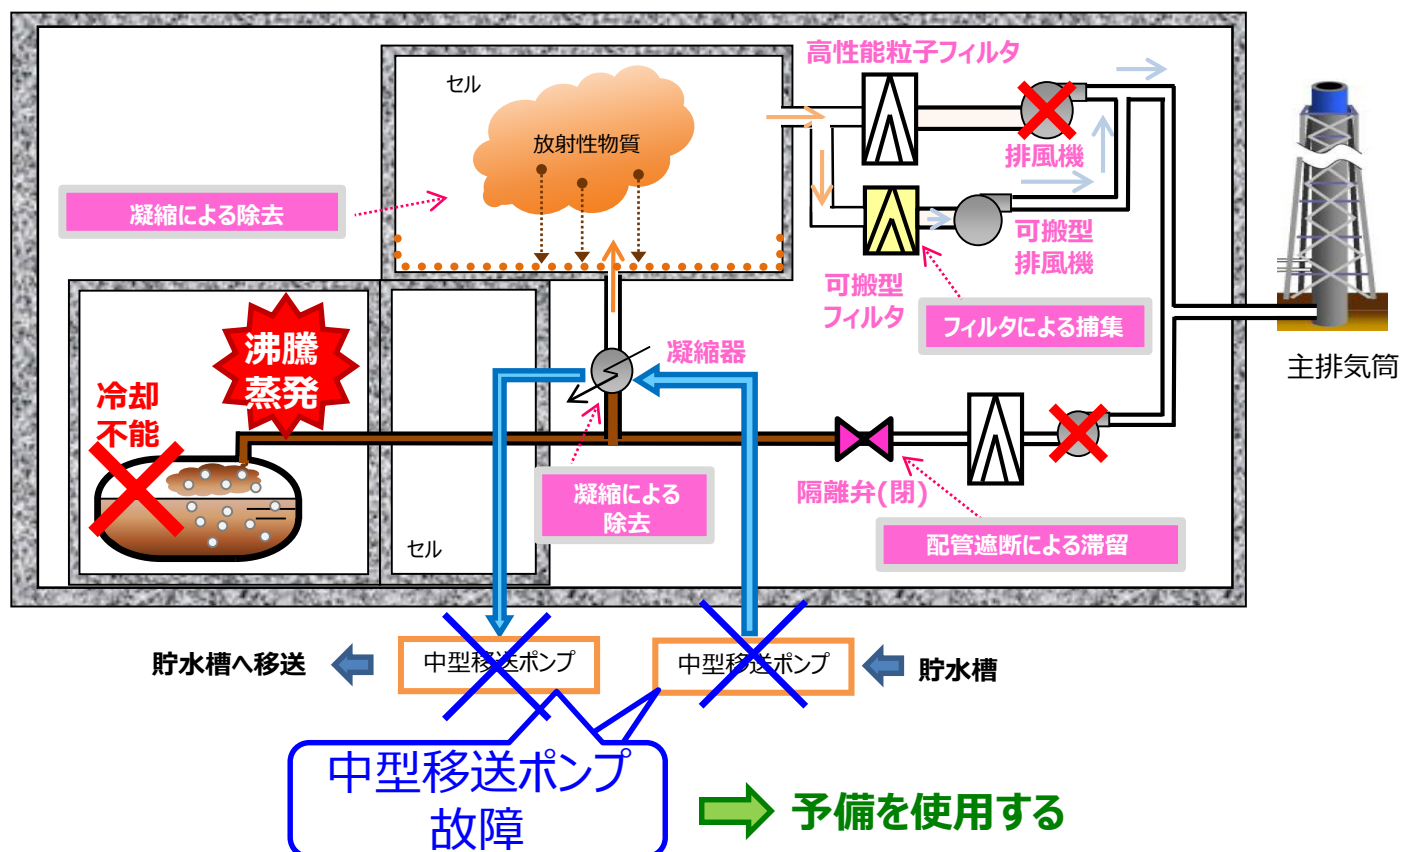 高性能粒子フィルタ
セル
放射性物質
排風機
凝縮による除去
可搬型
排風機
可搬型
フィルタ
フィルタによる捕集
沸騰
蒸発
凝縮器
主排気筒
冷却
不能
隔離弁(閉)
凝縮による
除去
配管遮断による滞留
セル
貯水槽へ移送
中型移送ポンプ
中型移送ポンプ
貯水槽
中型移送ポンプ
故障
予備を使用する